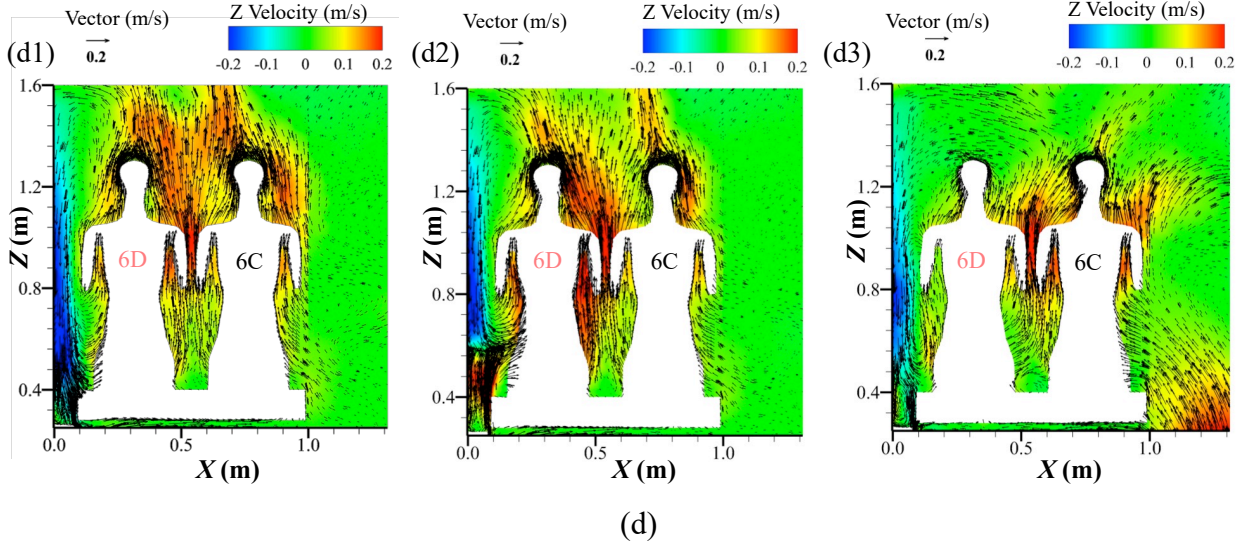 Vector (m/s)
Z Velocity (m/s)
(d1)
0.2
-0.2 -0.1 0 0.1 0.2
1.6
1.2
0.8
0.4
Z (m)
6D
6C
0.0 0.5 1.0
X (m)
Vector (m/s)
Z Velocity (m/s)
(d2)
0.2
-0.2 -0.1 0 0.1 0.2
1.6
1.2
0.8
0.4
Z (m)
6D
6C
0.0 0.5 1.0
X (m)
Vector (m/s)
Z Velocity (m/s)
(d3)
0.2
-0.2 -0.1 0 0.1 0.2
1.6
1.2
0.8
0.4
Z (m)
6D
6C
0.0 0.5 1.0
X (m)
(d)